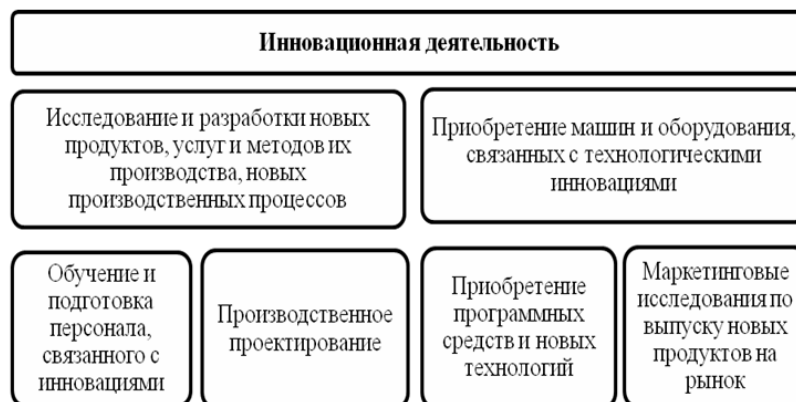 Инновационная деятельность
Исследование и разработки новых
продуктов, услуг и методов их
производства, новых
производственных процессов
Приобретение машин и оборудования,
связанных с технологическими
инновациями
Обучение и
подготовка
персонала,
связанного с
инновациями
Производственное
проектирование
Приобретение
программных
средств и новых
технологий
Маркетинговые
исследования по
выпуску новых
продуктов на
рынок